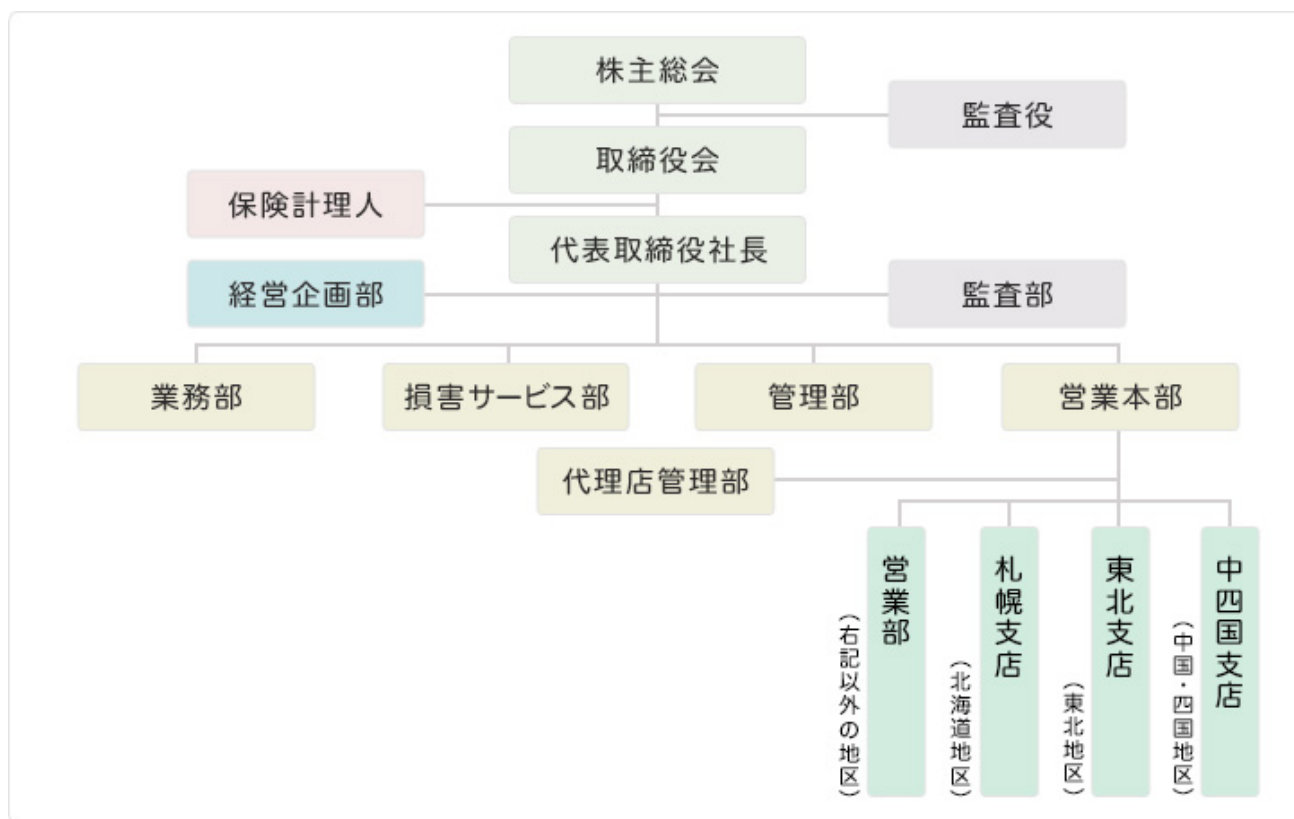 株主総会
監査役
取締役会
保険計理人
代表取締役社長
経営企画部
監査部
業務部
損害サービス部
管理部
営業本部
代理店管理部
営業部
(右記以外の地区)
札幌支店
(北海道地区)
東北支店
(東北地区)
中四国支店
(中国・四国地区)